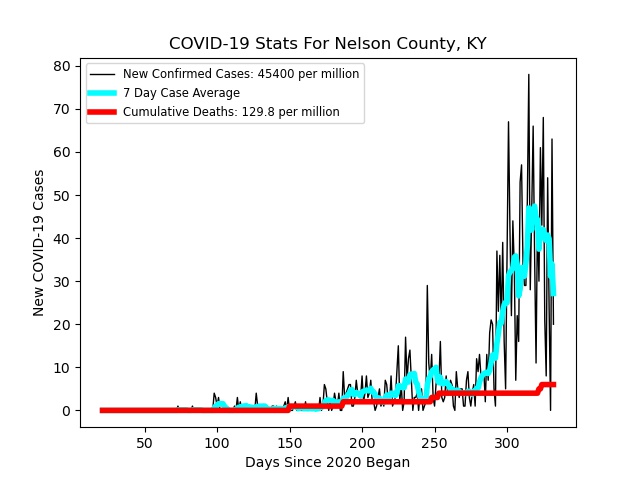 COVID-19 Stats For Nelson County, KY
New Confirmed Cases: 45400 per million
7 Day Case Average
Cumulative Deaths: 129.8 per million
New COVID-19 Cases
80
70
60
50
40
30
20
10
0
50 100 150 200 250 300
Days Since 2020 Began